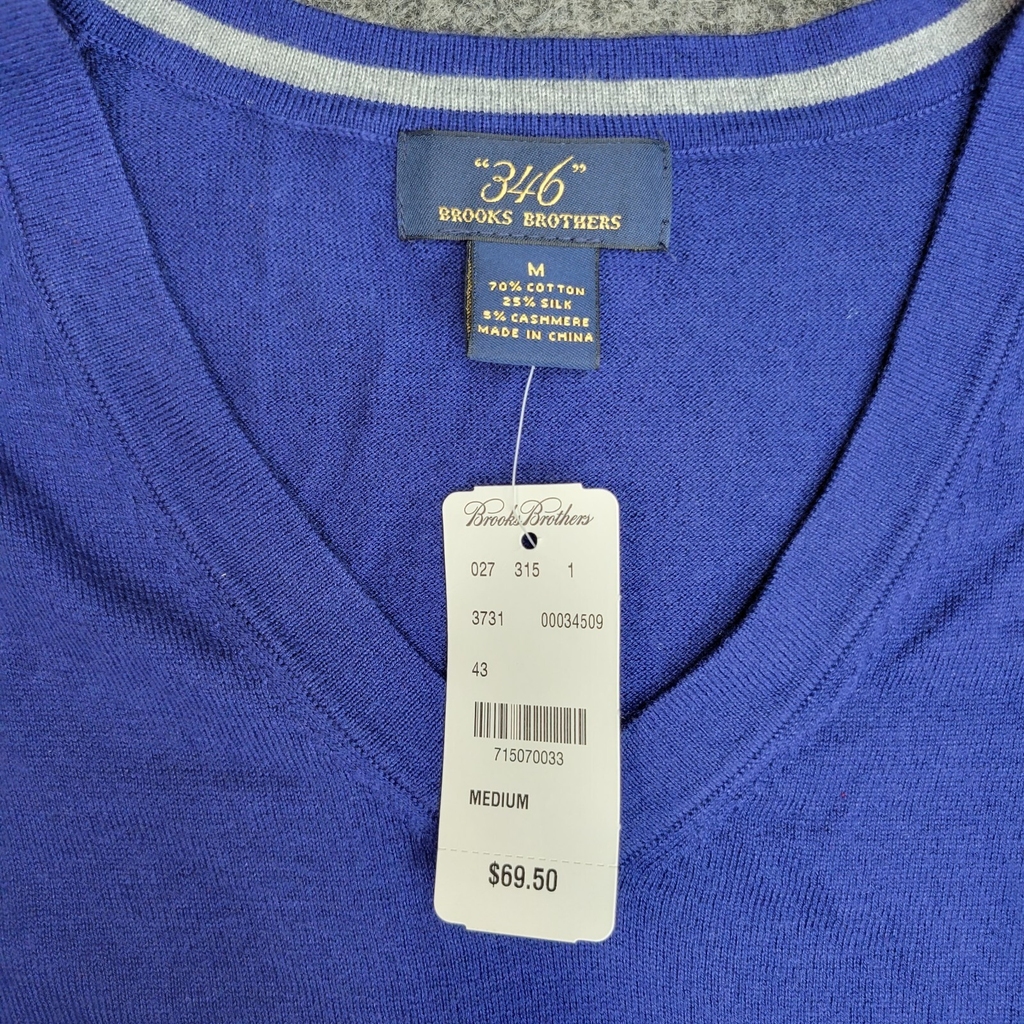 “346”
BROOKS BROTHERS
M
70% COTTON
25% SILK
5% CASHMERE
MADE IN CHINA
Brooks Brothers
027 315 1
3731 00034509
43
715070033
MEDIUM
$69.50